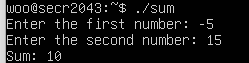 woo@secr2043:~$ ./sum
Enter the first number: -5
Enter the second number: 15
Sum: 10